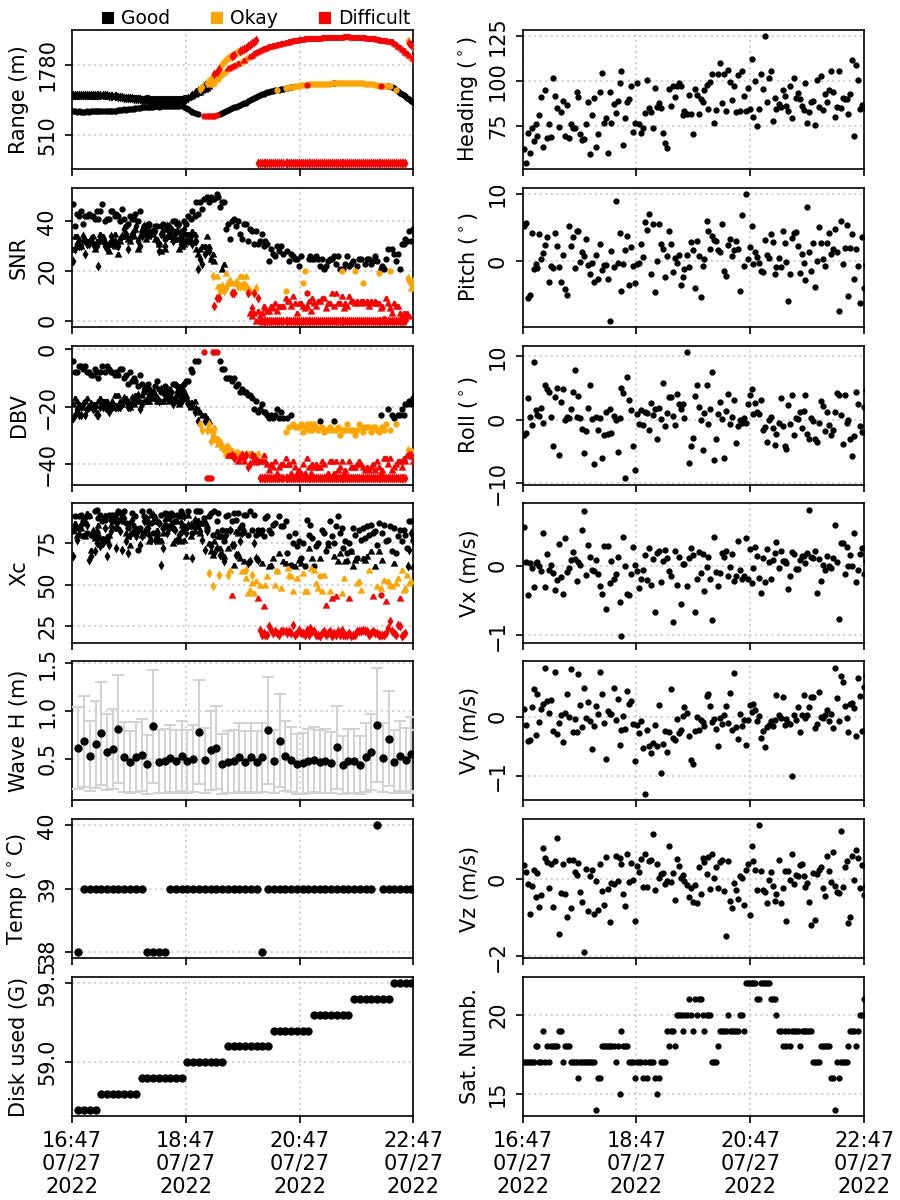 Good Okay Difficult
Range (m)
1780
510
Heading (°)
125
100
75
SNR
40
20
0
Pitch (°)
10
0
DBV
0
−20
−40
Roll (°)
10
0
−10
Xc
75
50
25
Vx (m/s)
0
−1
Wave H (m)
1.5
1.0
0.5
Vy (m/s)
0
−1
Temp (°C)
40
39
38
Vz (m/s)
0
−2
Disk used (G)
59.5
59.0
Sat. Numb.
20
15
16:47 18:47 20:47 22:47
07/27 07/27 07/27 07/27
2022 2022 2022 2022
16:47 18:47 20:47 22:47
07/27 07/27 07/27 07/27
2022 2022 2022 2022